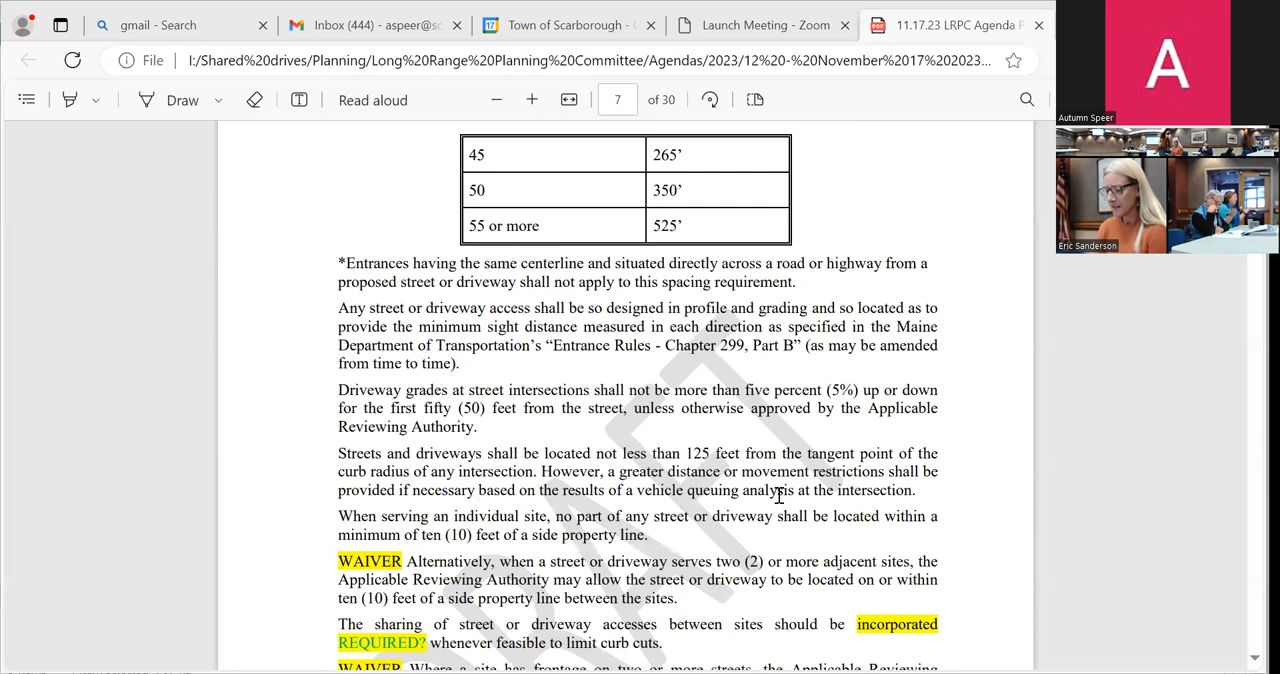 gmail - Search
Inbox (444) - aspeer@sc
Town of Scarborough -
Launch Meeting - Zoom
11.17.23 LRPC Agenda P
File
I:/Shared%20drives/Planning/Long%20Range%20Planning%20Committee/Agendas/2023/12%20-%20November%2017%202023...
Draw
Read aloud
7
of 30
A
Autumn Speer
Eric Sanderson
45 265’
50 350’
55 or more 525’
*Entrances having the same centerline and situated directly across a road or highway from a
proposed street or driveway shall not apply to this spacing requirement.
Any street or driveway access shall be so designed in profile and grading and so located as to
provide the minimum sight distance measured in each direction as specified in the Maine
Department of Transportation’s “Entrance Rules - Chapter 299, Part B” (as may be amended
from time to time).
Driveway grades at street intersections shall not be more than five percent (5%) up or down
for the first fifty (50) feet from the street, unless otherwise approved by the Applicable
Reviewing Authority.
Streets and driveways shall be located not less than 125 feet from the tangent point of the
curb radius of any intersection. However, a greater distance or movement restrictions shall be
provided if necessary based on the results of a vehicle queuing analysis at the intersection.
When serving an individual site, no part of any street or driveway shall be located within a
minimum of ten (10) feet of a side property line.
WAIVER Alternatively, when a street or driveway serves two (2) or more adjacent sites, the
Applicable Reviewing Authority may allow the street or driveway to be located on or within
ten (10) feet of a side property line between the sites.
The sharing of street or driveway accesses between sites should be incorporated
REQUIRED? whenever feasible to limit curb cuts.
WAIVER Where a site has frontage on two or more streets, the Applicable Reviewing
DRAFT